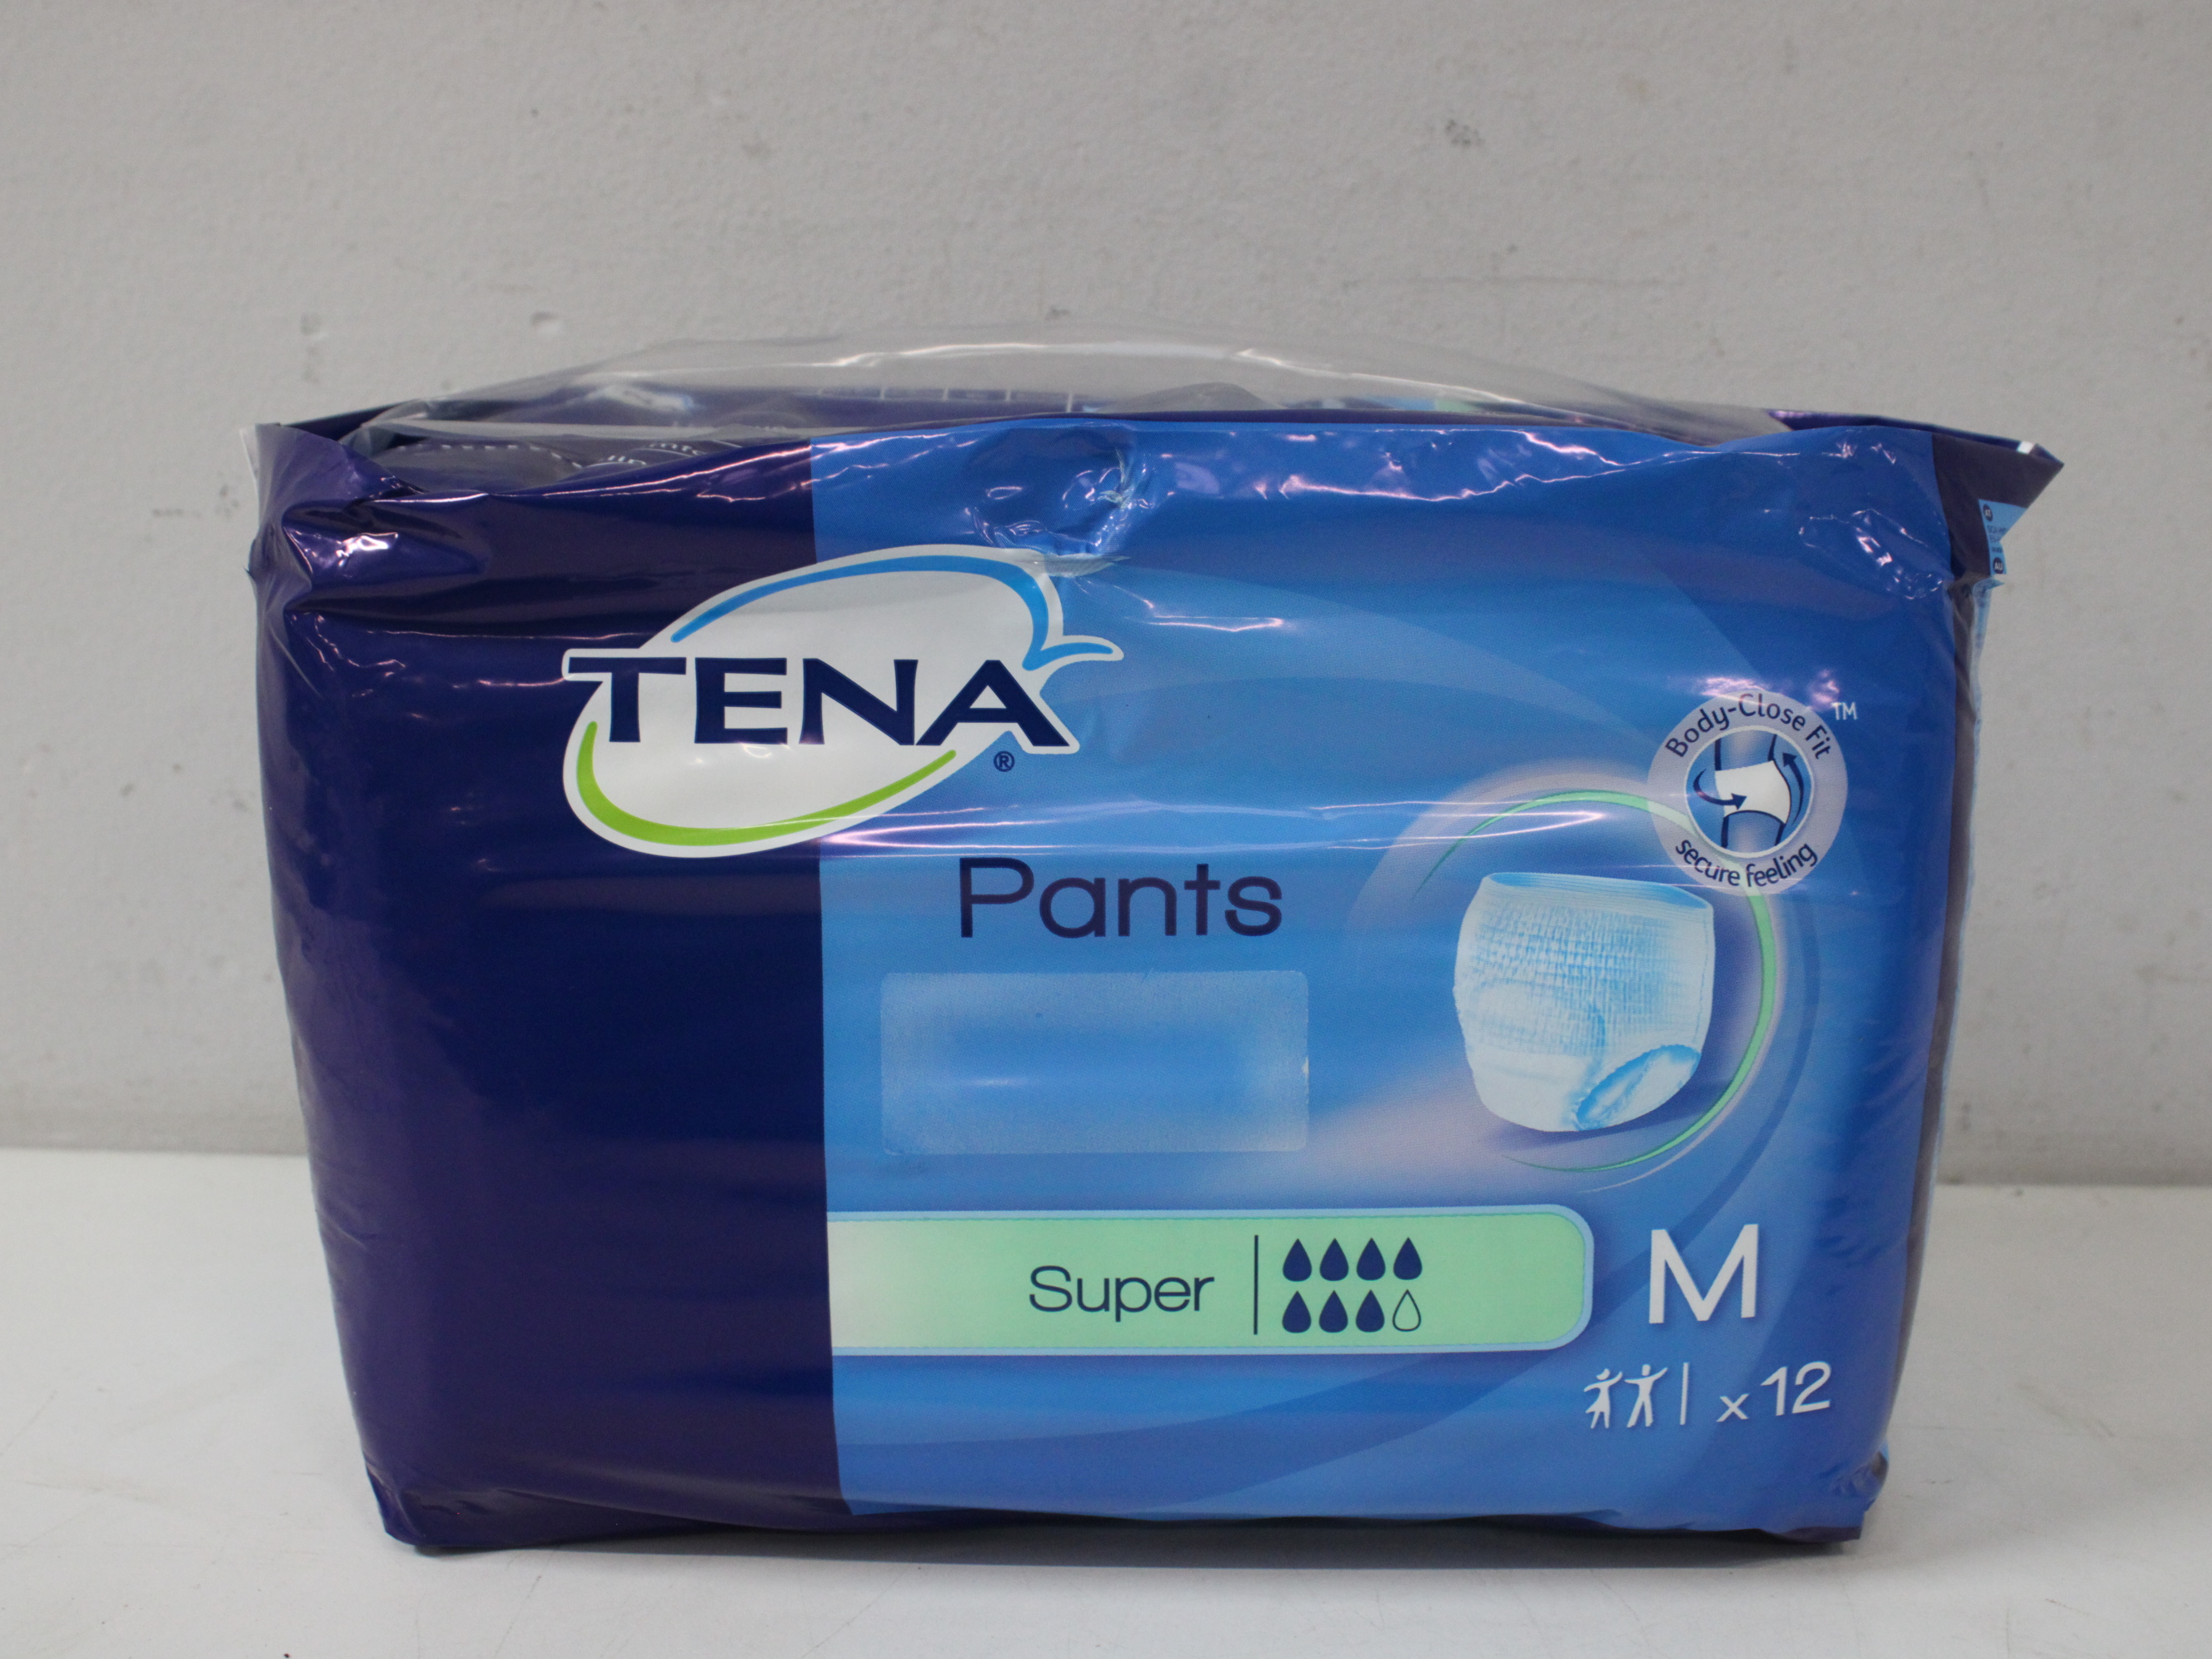 TENA
®
Pants
Body-Close Fit ™
secure feeling
Super
M
x 12